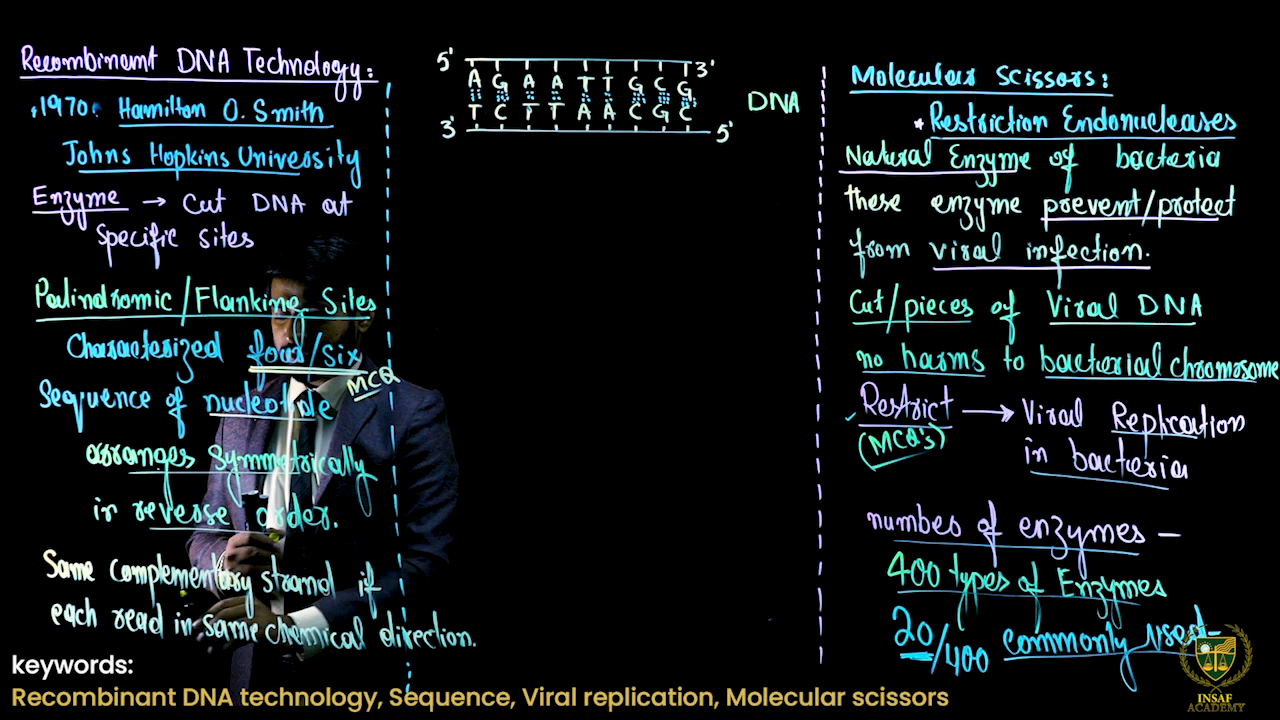 Recombinant DNA Technology:
1970: Hamilton O. Smith
Johns Hopkins University
Enzyme → Cut DNA at
Specific sites
Palindromic/Flanking Sites
Characterized four/six
MCQ
Sequence of nucleotide
arranges symmetrically
in reverse order.
Same complementary strand if
each read in same chemical direction.
5' 3'
A G A A T T G C G
T C T T A A C G C
3' 5'
DNA
Molecular Scissors:
* Restriction Endonucleases
Natural Enzyme of bacteria
these enzyme prevent/protect
from viral infection.
Cut/pieces of Viral DNA
no harms to bacterial chromosome
Restrict → Viral Replication
(MCQ's) in bacteria
numbes of enzymes —
400 types of Enzymes
20/400 commonly used
keywords:
Recombinant DNA technology, Sequence, Viral replication, Molecular scissors
INSAF
ACADEMY